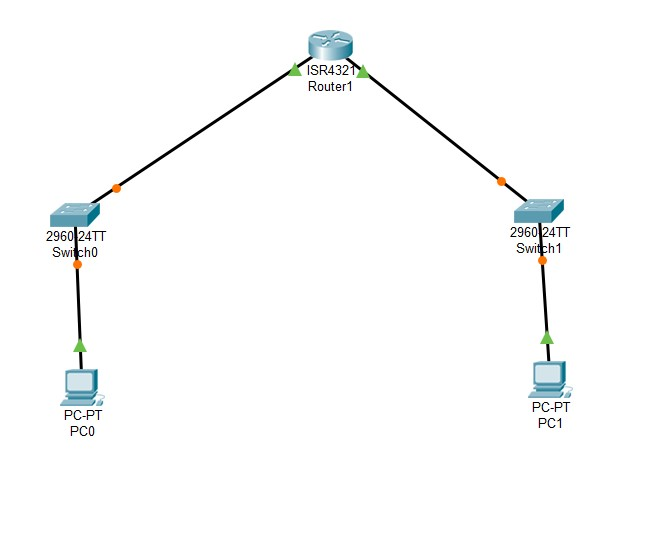 ISR4321
Router1
2960-24TT
Switch0
2960-24TT
Switch1
PC-PT
PC0
PC-PT
PC1